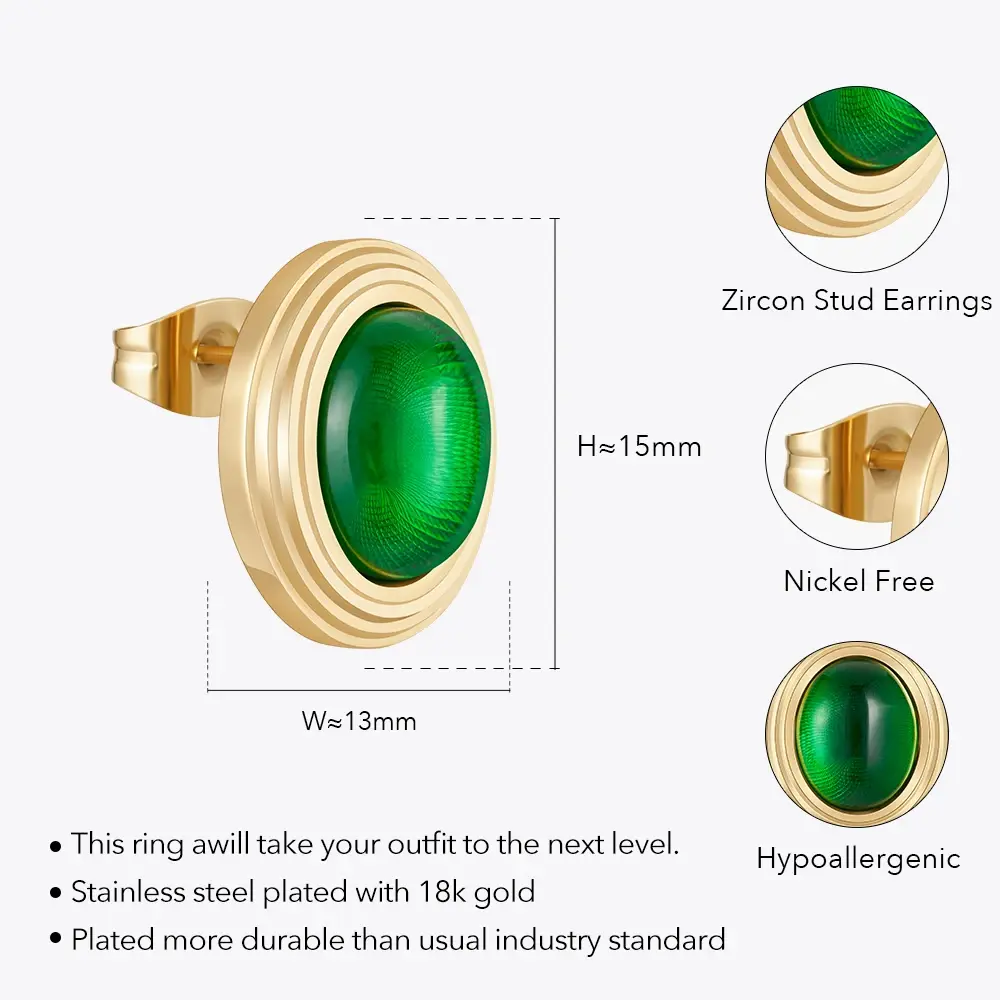 Zircon Stud Earrings
H≈15mm
Nickel Free
W≈13mm
• This ring awill take your outfit to the next level.
• Stainless steel plated with 18k gold
• Plated more durable than usual industry standard
Hypoallergenic